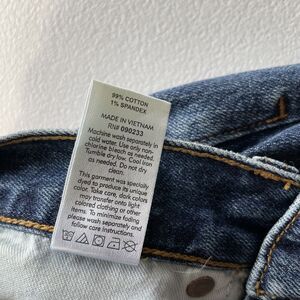 99% COTTON
1% SPANDEX
MADE IN VIETNAM
RN# 090233
Machine wash separately in
cold water. Use only non-
chlorine bleach as needed.
Tumble dry low. Cool iron
as needed. Do not dry
clean.
This garment was specially
dyed to produce its unique
color. Take care, dark colors
may transfer onto light
colored clothing or other
items. To minimize fading
please wash separately and
follow care instructions.